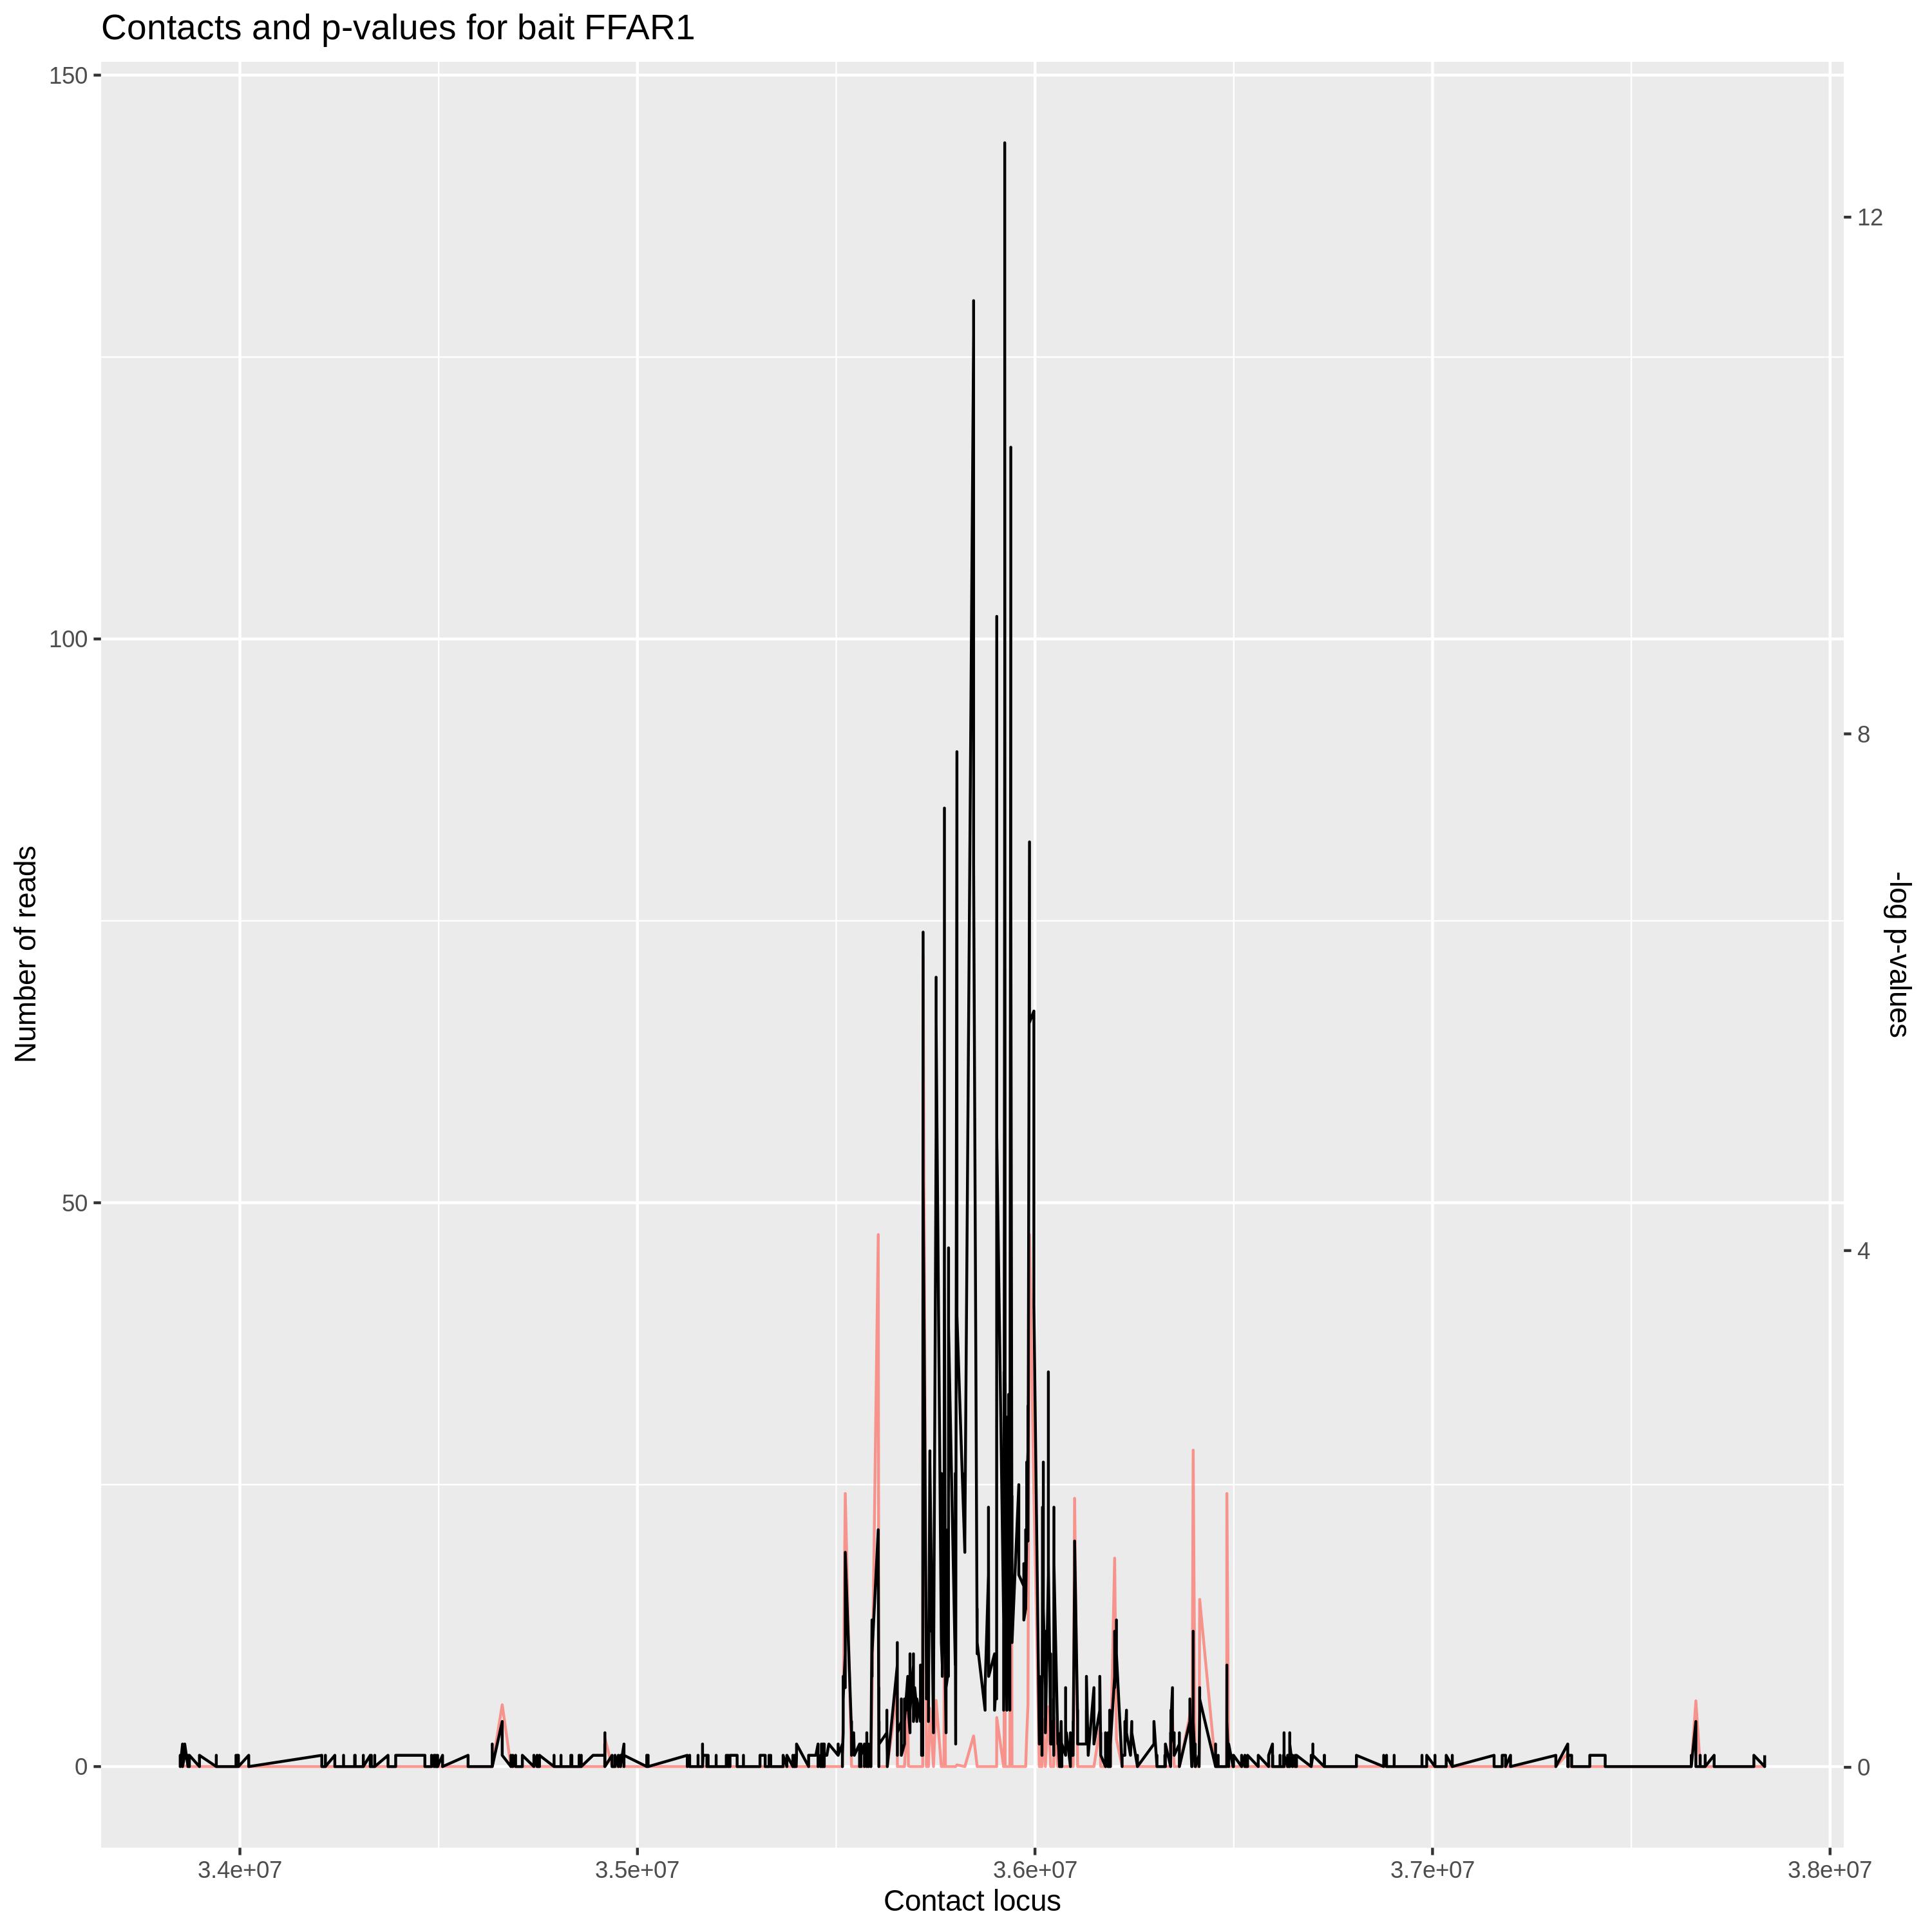 Contacts and p-values for bait FFAR1
150
100
50
0
Number of reads
12
8
4
0
-log p-values
3.4e+07
3.5e+07
3.6e+07
3.7e+07
3.8e+07
Contact locus